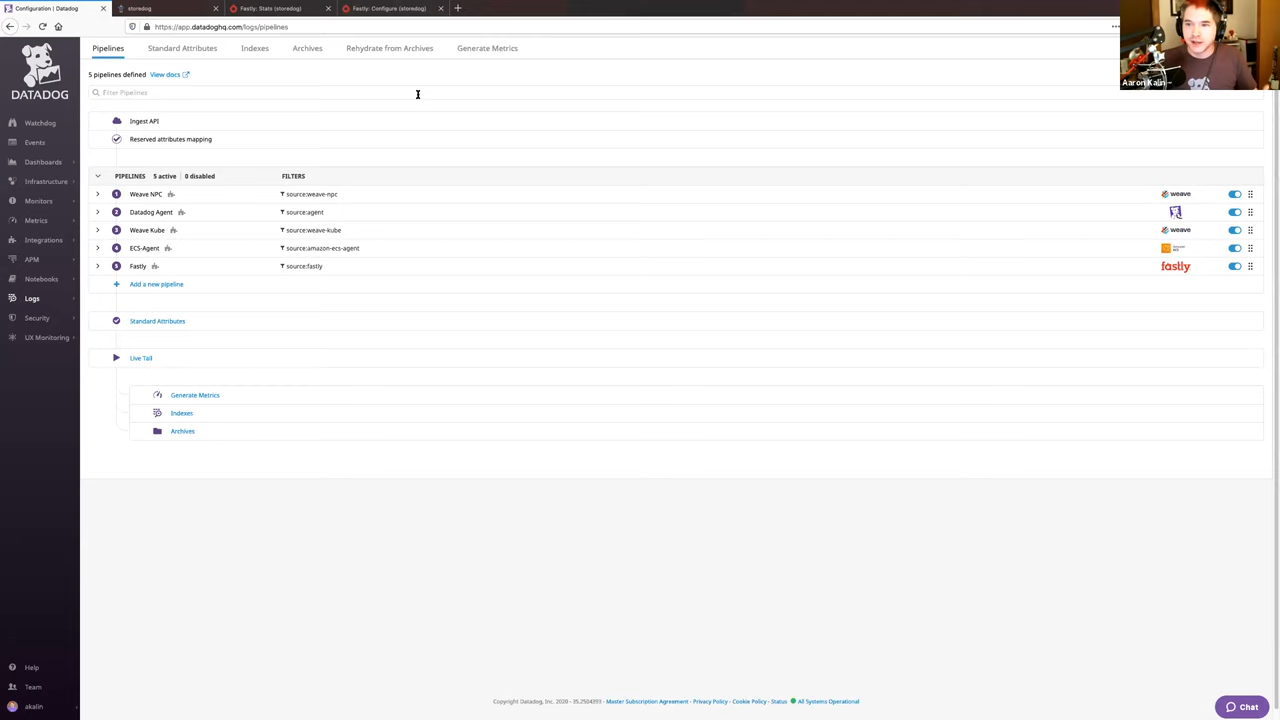 Configuration | Datadog
storedog
Fastly: Stats (storedog)
Fastly: Configure (storedog)
https://app.datadoghq.com/logs/pipelines
DATADOG
Watchdog
Events
Dashboards
Infrastructure
Monitors
Metrics
Integrations
APM
Notebooks
Logs
Security
UX Monitoring
Help
Team
akalin
Pipelines
Standard Attributes
Indexes
Archives
Rehydrate from Archives
Generate Metrics
5 pipelines defined View docs
Filter Pipelines
Ingest API
Reserved attributes mapping
PIPELINES 5 active 0 disabled FILTERS
1 Weave NPC source:weave-npc weave
2 Datadog Agent source:agent
3 Weave Kube source:weave-kube weave
4 ECS-Agent source:amazon-ecs-agent
5 Fastly source:fastly fastly
Add a new pipeline
Standard Attributes
Live Tail
Generate Metrics
Indexes
Archives
Copyright Datadog, Inc. 2020 - 35.2504393 - Master Subscription Agreement - Privacy Policy - Cookie Policy - Status All Systems Operational
Chat